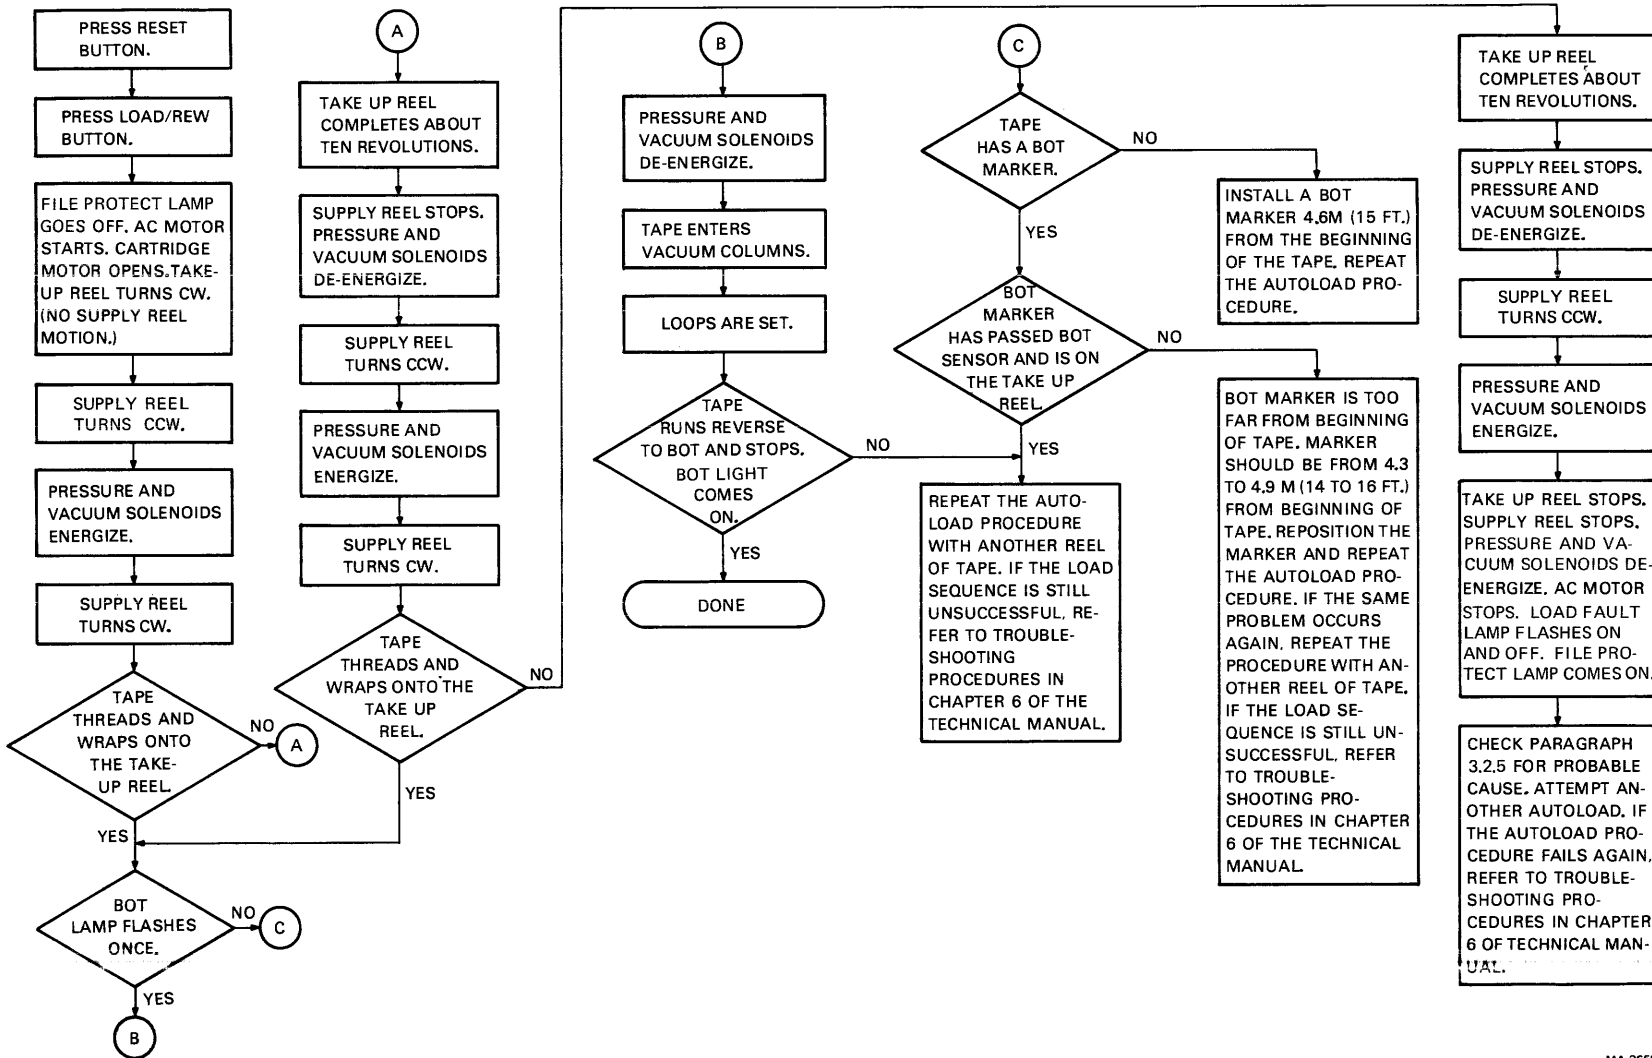 PRESS RESET
BUTTON.
PRESS LOAD/REW
BUTTON.
FILE PROTECT LAMP
GOES OFF. AC MOTOR
STARTS. CARTRIDGE
MOTOR OPENS. TAKE-
UP REEL TURNS CW.
(NO SUPPLY REEL
MOTION.)
SUPPLY REEL
TURNS CCW.
PRESSURE AND
VACUUM SOLENOIDS
ENERGIZE.
SUPPLY REEL
TURNS CW.
TAPE
THREADS AND
WRAPS ONTO
THE TAKE-
UP REEL.
NO
A
YES
BOT
LAMP FLASHES
ONCE.
NO
C
YES
B
A
TAKE UP REEL
COMPLETES ABOUT
TEN REVOLUTIONS.
SUPPLY REEL STOPS.
PRESSURE AND
VACUUM SOLENOIDS
DE-ENERGIZE.
SUPPLY REEL
TURNS CCW.
PRESSURE AND
VACUUM SOLENOIDS
ENERGIZE.
SUPPLY REEL
TURNS CW.
TAPE
THREADS AND
WRAPS ONTO THE
TAKE UP
REEL.
NO
YES
B
PRESSURE AND
VACUUM SOLENOIDS
DE-ENERGIZE.
TAPE ENTERS
VACUUM COLUMNS.
LOOPS ARE SET.
TAPE
RUNS REVERSE
TO BOT AND STOPS.
BOT LIGHT
COMES
ON.
NO
YES
DONE
C
TAPE
HAS A BOT
MARKER.
NO
YES
BOT
MARKER
HAS PASSED BOT
SENSOR AND IS ON
THE TAKE UP
REEL.
NO
YES
REPEAT THE AUTO-
LOAD PROCEDURE
WITH ANOTHER REEL
OF TAPE. IF THE LOAD
SEQUENCE IS STILL
UNSUCCESSFUL, RE-
FER TO TROUBLE-
SHOOTING
PROCEDURES IN
CHAPTER 6 OF THE
TECHNICAL MANUAL.
INSTALL A BOT
MARKER 4.6M (15 FT.)
FROM THE BEGINNING
OF THE TAPE. REPEAT
THE AUTOLOAD PRO-
CEDURE.
BOT MARKER IS TOO
FAR FROM BEGINNING
OF TAPE. MARKER
SHOULD BE FROM 4.3
TO 4.9 M (14 TO 16 FT.)
FROM BEGINNING OF
TAPE. REPOSITION THE
MARKER AND REPEAT
THE AUTOLOAD PRO-
CEDURE. IF THE SAME
PROBLEM OCCURS
AGAIN, REPEAT THE
PROCEDURE WITH AN-
OTHER REEL OF TAPE.
IF THE LOAD SE-
QUENCE IS STILL UN-
SUCCESSFUL, REFER
TO TROUBLE-
SHOOTING PRO-
CEDURES IN CHAPTER
6 OF THE TECHNICAL
MANUAL.
TAKE UP REEL
COMPLETES ABOUT
TEN REVOLUTIONS.
SUPPLY REEL STOPS.
PRESSURE AND
VACUUM SOLENOIDS
DE-ENERGIZE.
SUPPLY REEL
TURNS CCW.
PRESSURE AND
VACUUM SOLENOIDS
ENERGIZE.
TAKE UP REEL STOPS.
SUPPLY REEL STOPS.
PRESSURE AND VA-
CUUM SOLENOIDS DE-
ENERGIZE. AC MOTOR
STOPS. LOAD FAULT
LAMP FLASHES ON
AND OFF. FILE PRO-
TECT LAMP COMES ON.
CHECK PARAGRAPH
3.2.5 FOR PROBABLE
CAUSE. ATTEMPT AN-
OTHER AUTOLOAD. IF
THE AUTOLOAD PRO-
CEDURE FAILS AGAIN,
REFER TO TROUBLE-
SHOOTING PRO-
CEDURES IN CHAPTER
6 OF TECHNICAL MAN-
UAL.